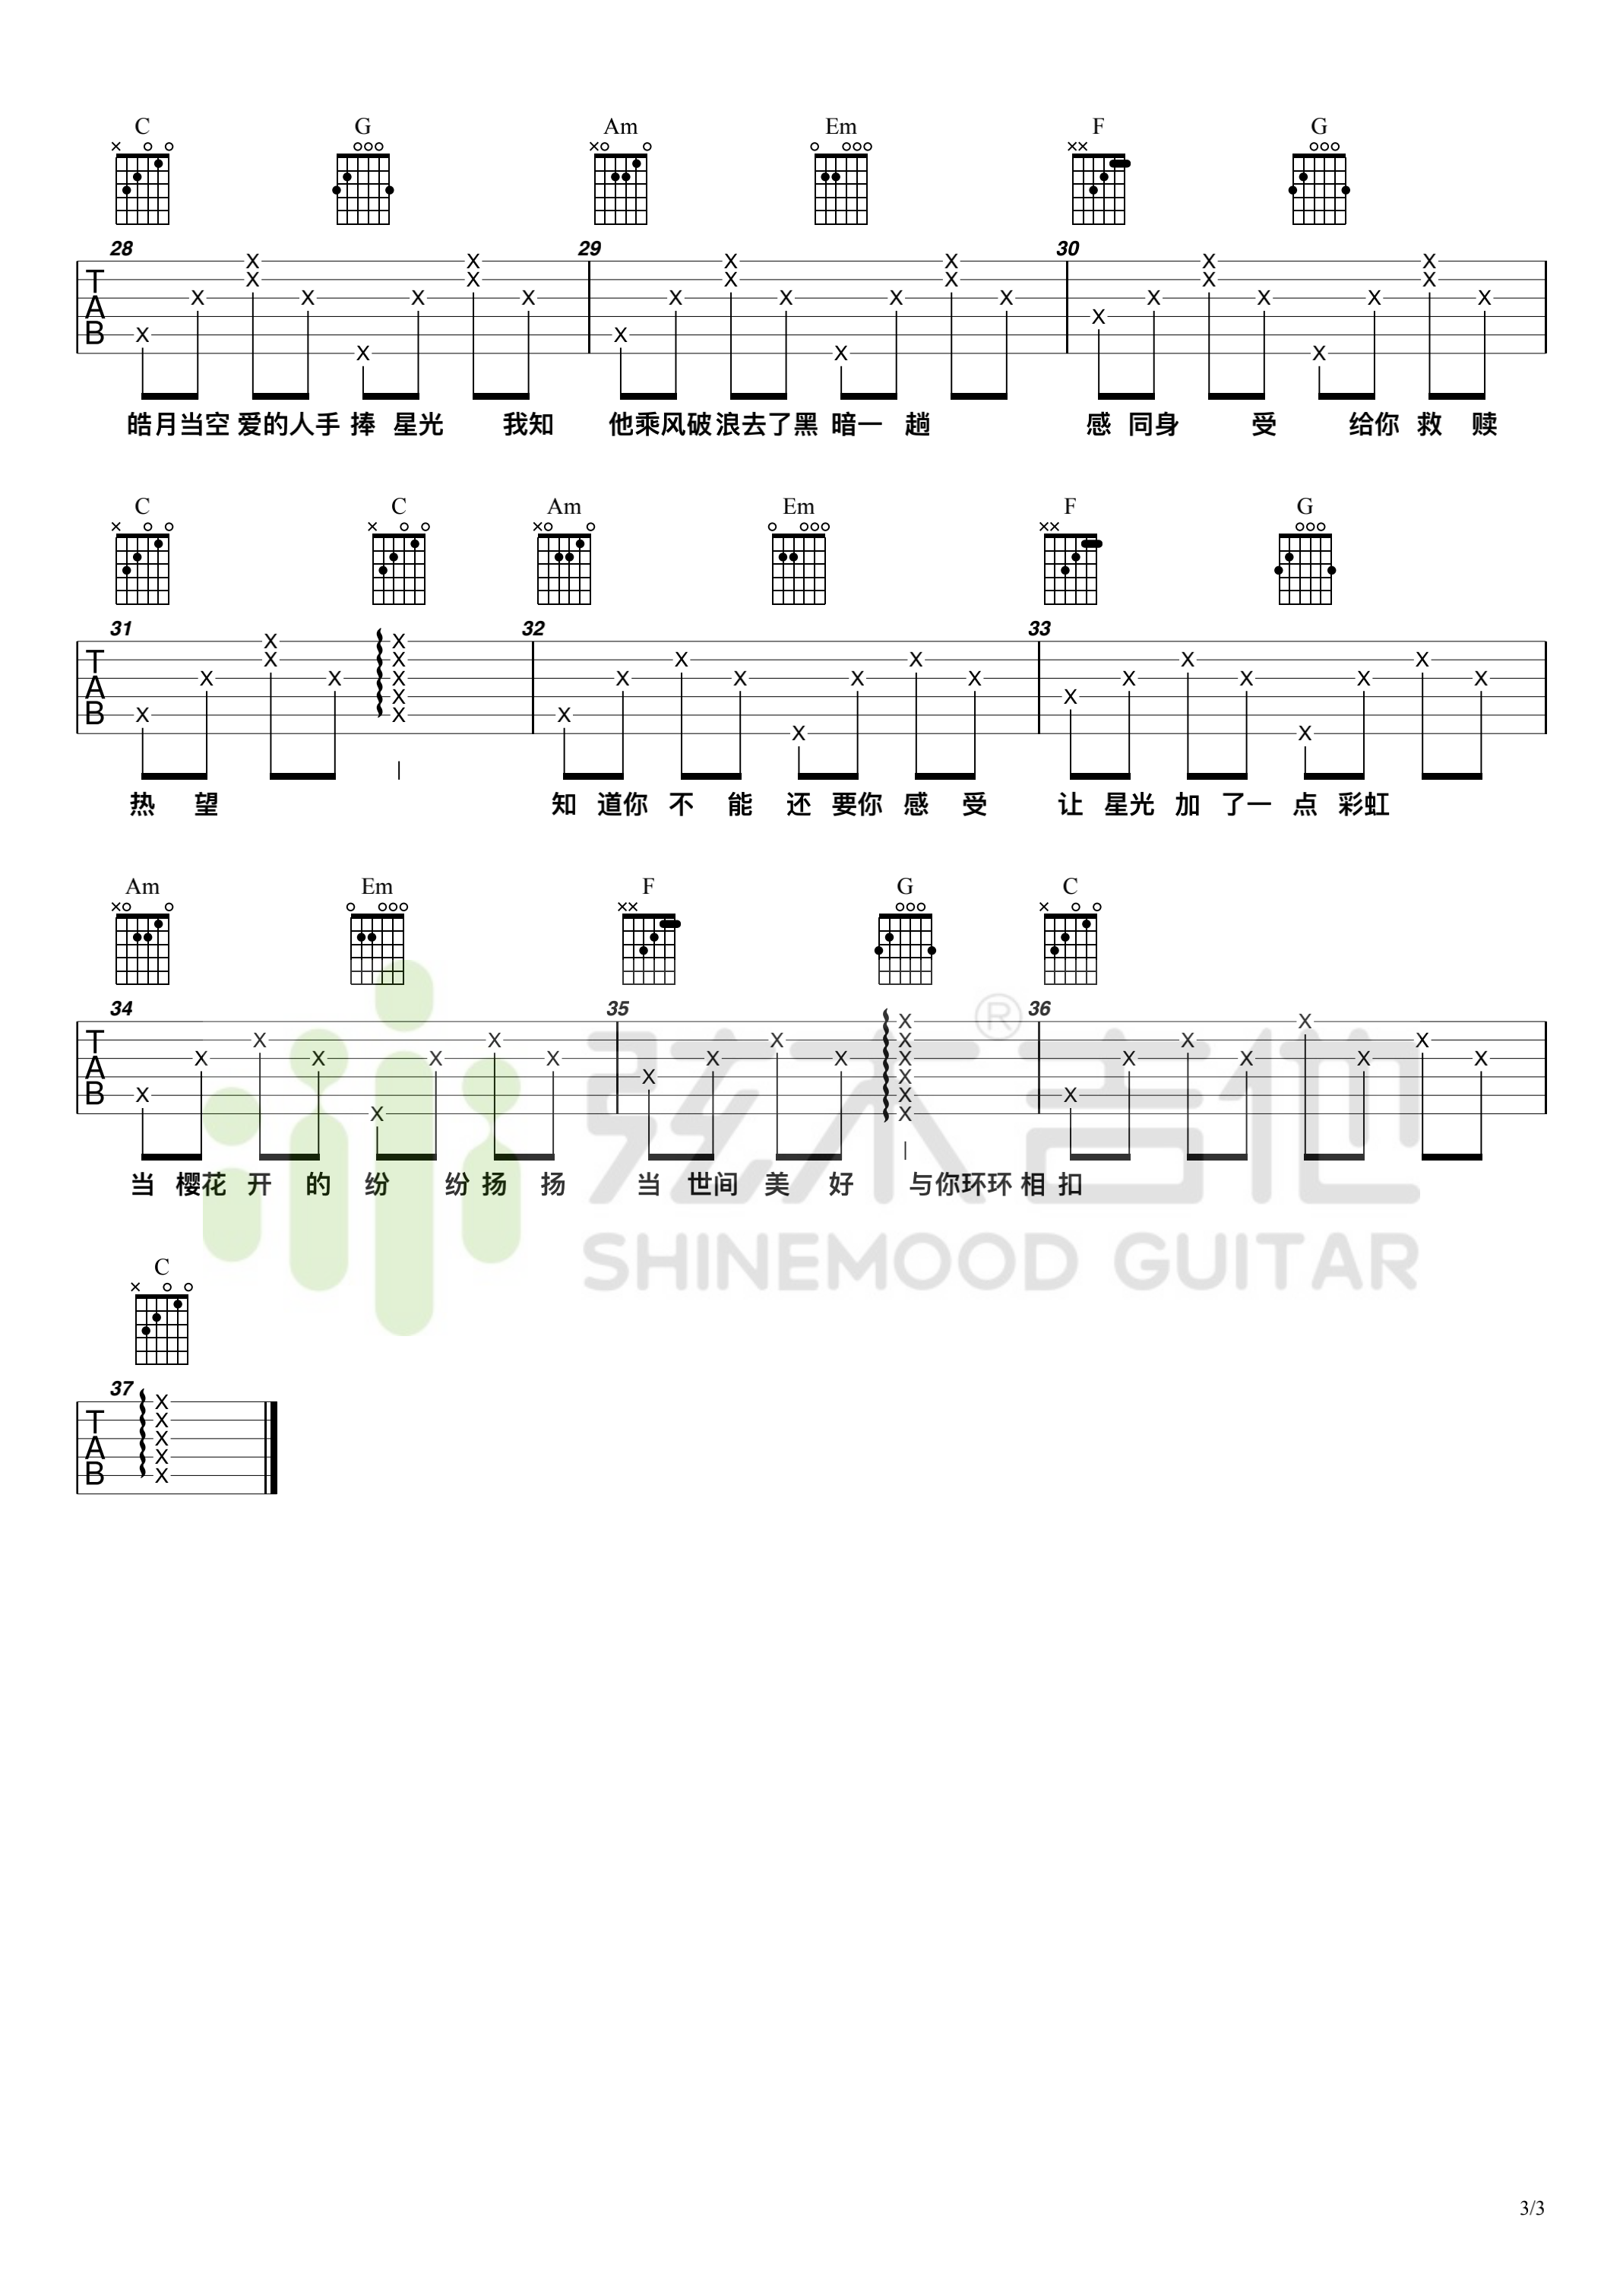 C G Am Em F G
28 29 30
TAB
皓月当空 爱的人手 捧 星光 我知 他乘风破浪去了黑 暗一 趟 感 同身 受 给你 救 赎
C C Am Em F G
31 32 33
TAB
热 望 知 道你 不 能 还 要你 感 受 让 星光 加 了一 点 彩虹
Am Em F G C
34 35 36
TAB
当 樱花 开 的 纷 纷 扬 扬 当 世间 美 好 与你环环 相 扣
弦木吉他®
SHINEMOOD GUITAR
C
37
TAB
3/3